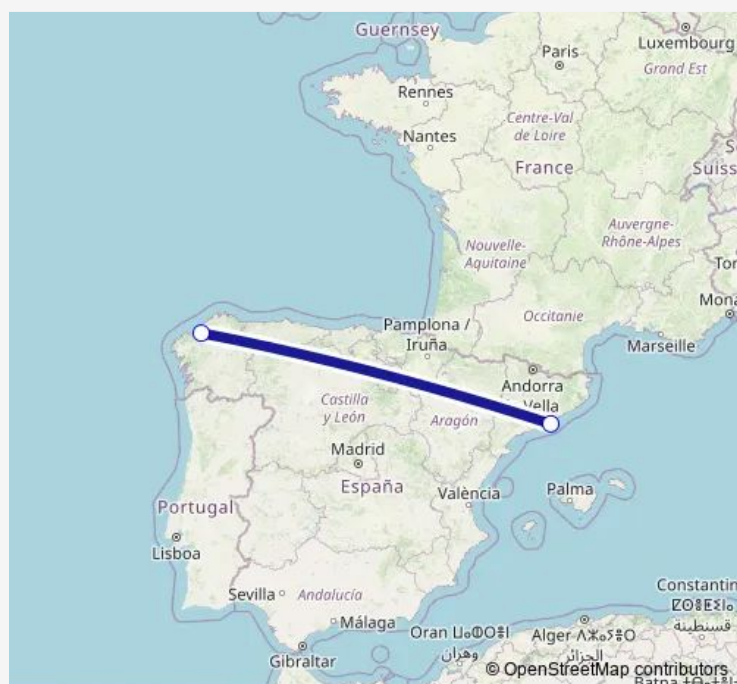 Guernsey
Luxembourg
Paris
Grand Est
Rennes
Centre-Val
de Loire
Nantes
France
Suiss
Nouvelle-
Aquitaine
Auvergne-
Rhône-Alpes
Tor
Mona
Occitanie
Pamplona /
Iruña
Marseille
Andorra
Vella
Castilla
y León
Aragón
Madrid
España
València
Palma
Portugal
Lisboa
Sevilla
Andalucía
Málaga
Gibraltar
Constantin
قسنطينة
Oran
وهران
Alger
الجزائر
© OpenStreetMap contributors